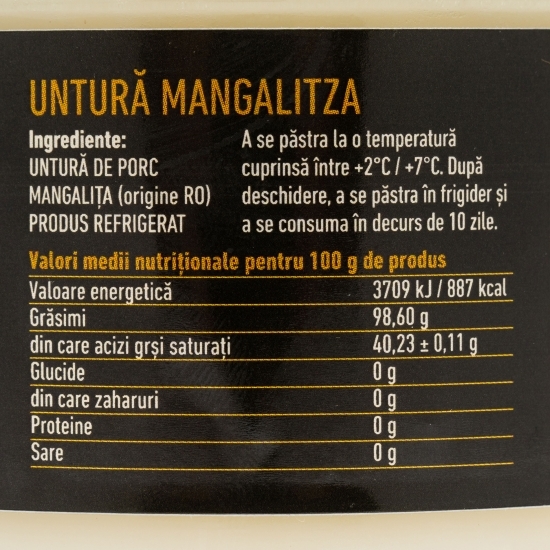 UNTURĂ MANGALITZA
Ingrediente:
UNTURĂ DE PORC
MANGALIȚA (origine RO)
PRODUS REFRIGERAT
A se păstra la o temperatură
cuprinsă între +2°C / +7°C. După
deschidere, a se păstra în frigider și
a se consuma în decurs de 10 zile.
Valori medii nutriționale pentru 100 g de produs
Valoare energetică 3709 kJ / 887 kcal
Grăsimi 98,60 g
din care acizi grși saturați 40,23 ± 0,11 g
Glucide 0 g
din care zaharuri 0 g
Proteine 0 g
Sare 0 g